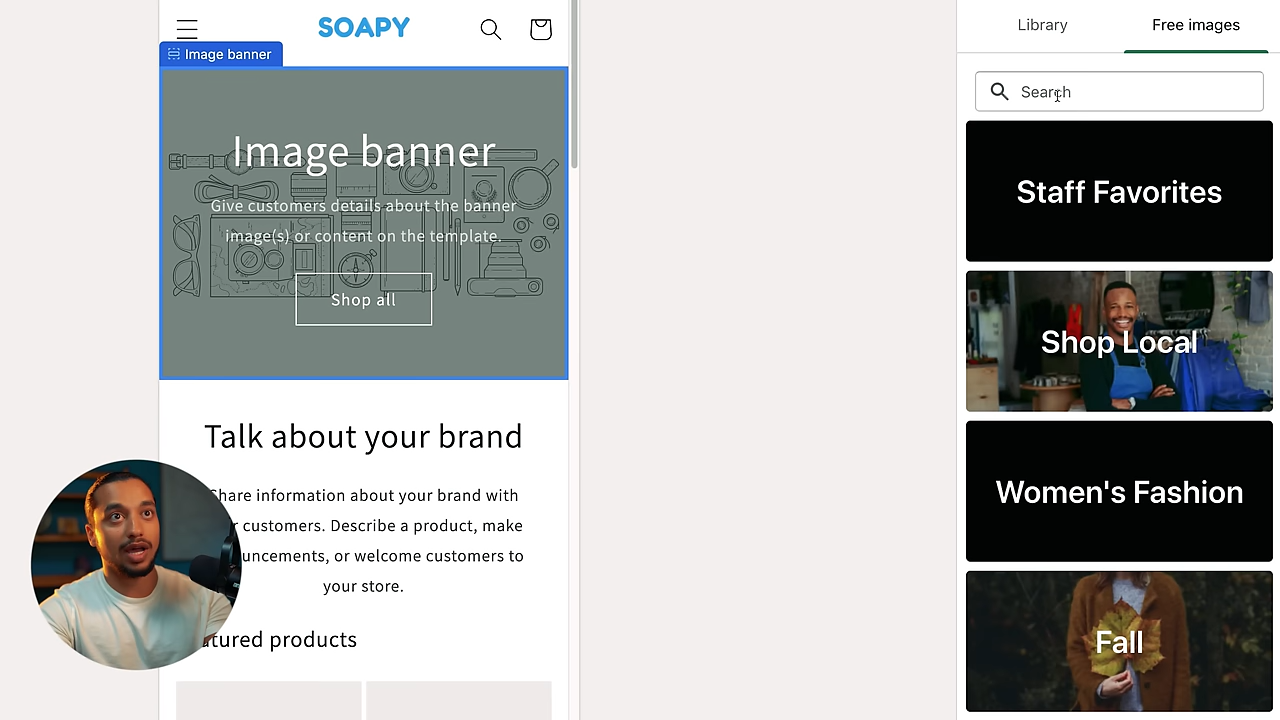 SOAPY
Image banner
Image banner
Give customers details about the banner
image(s) or content on the template.
Shop all
Talk about your brand
Share information about your brand with
customers. Describe a product, make
or welcome customers to
your store.
products
Library
Free images
Search
Staff Favorites
Shop Local
Women's Fashion
Fall